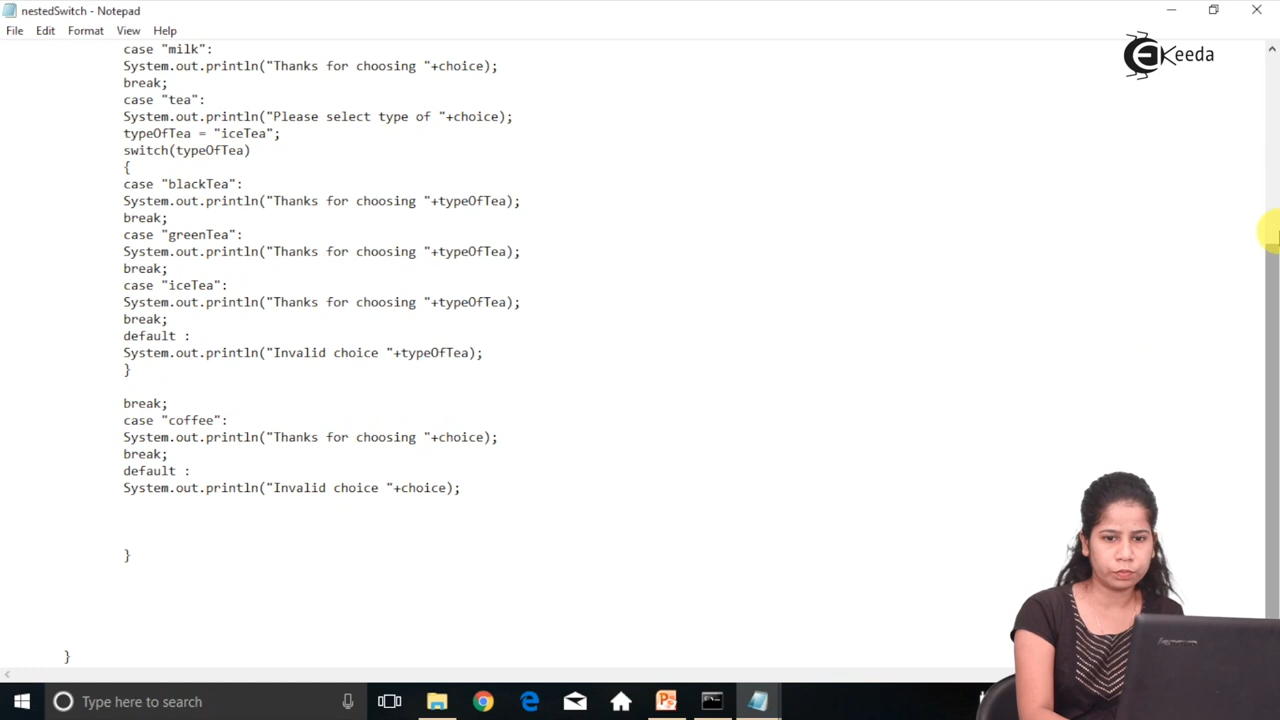 nestedSwitch - Notepad
File Edit Format View Help
case "milk":
System.out.println("Thanks for choosing "+choice);
break;
case "tea":
System.out.println("Please select type of "+choice);
typeOfTea = "iceTea";
switch(typeOfTea)
{
case "blackTea":
System.out.println("Thanks for choosing "+typeOfTea);
break;
case "greenTea":
System.out.println("Thanks for choosing "+typeOfTea);
break;
case "iceTea":
System.out.println("Thanks for choosing "+typeOfTea);
break;
default :
System.out.println("Invalid choice "+typeOfTea);
}
break;
case "coffee":
System.out.println("Thanks for choosing "+choice);
break;
default :
System.out.println("Invalid choice "+choice);
}
}
Ekeeda
Type here to search